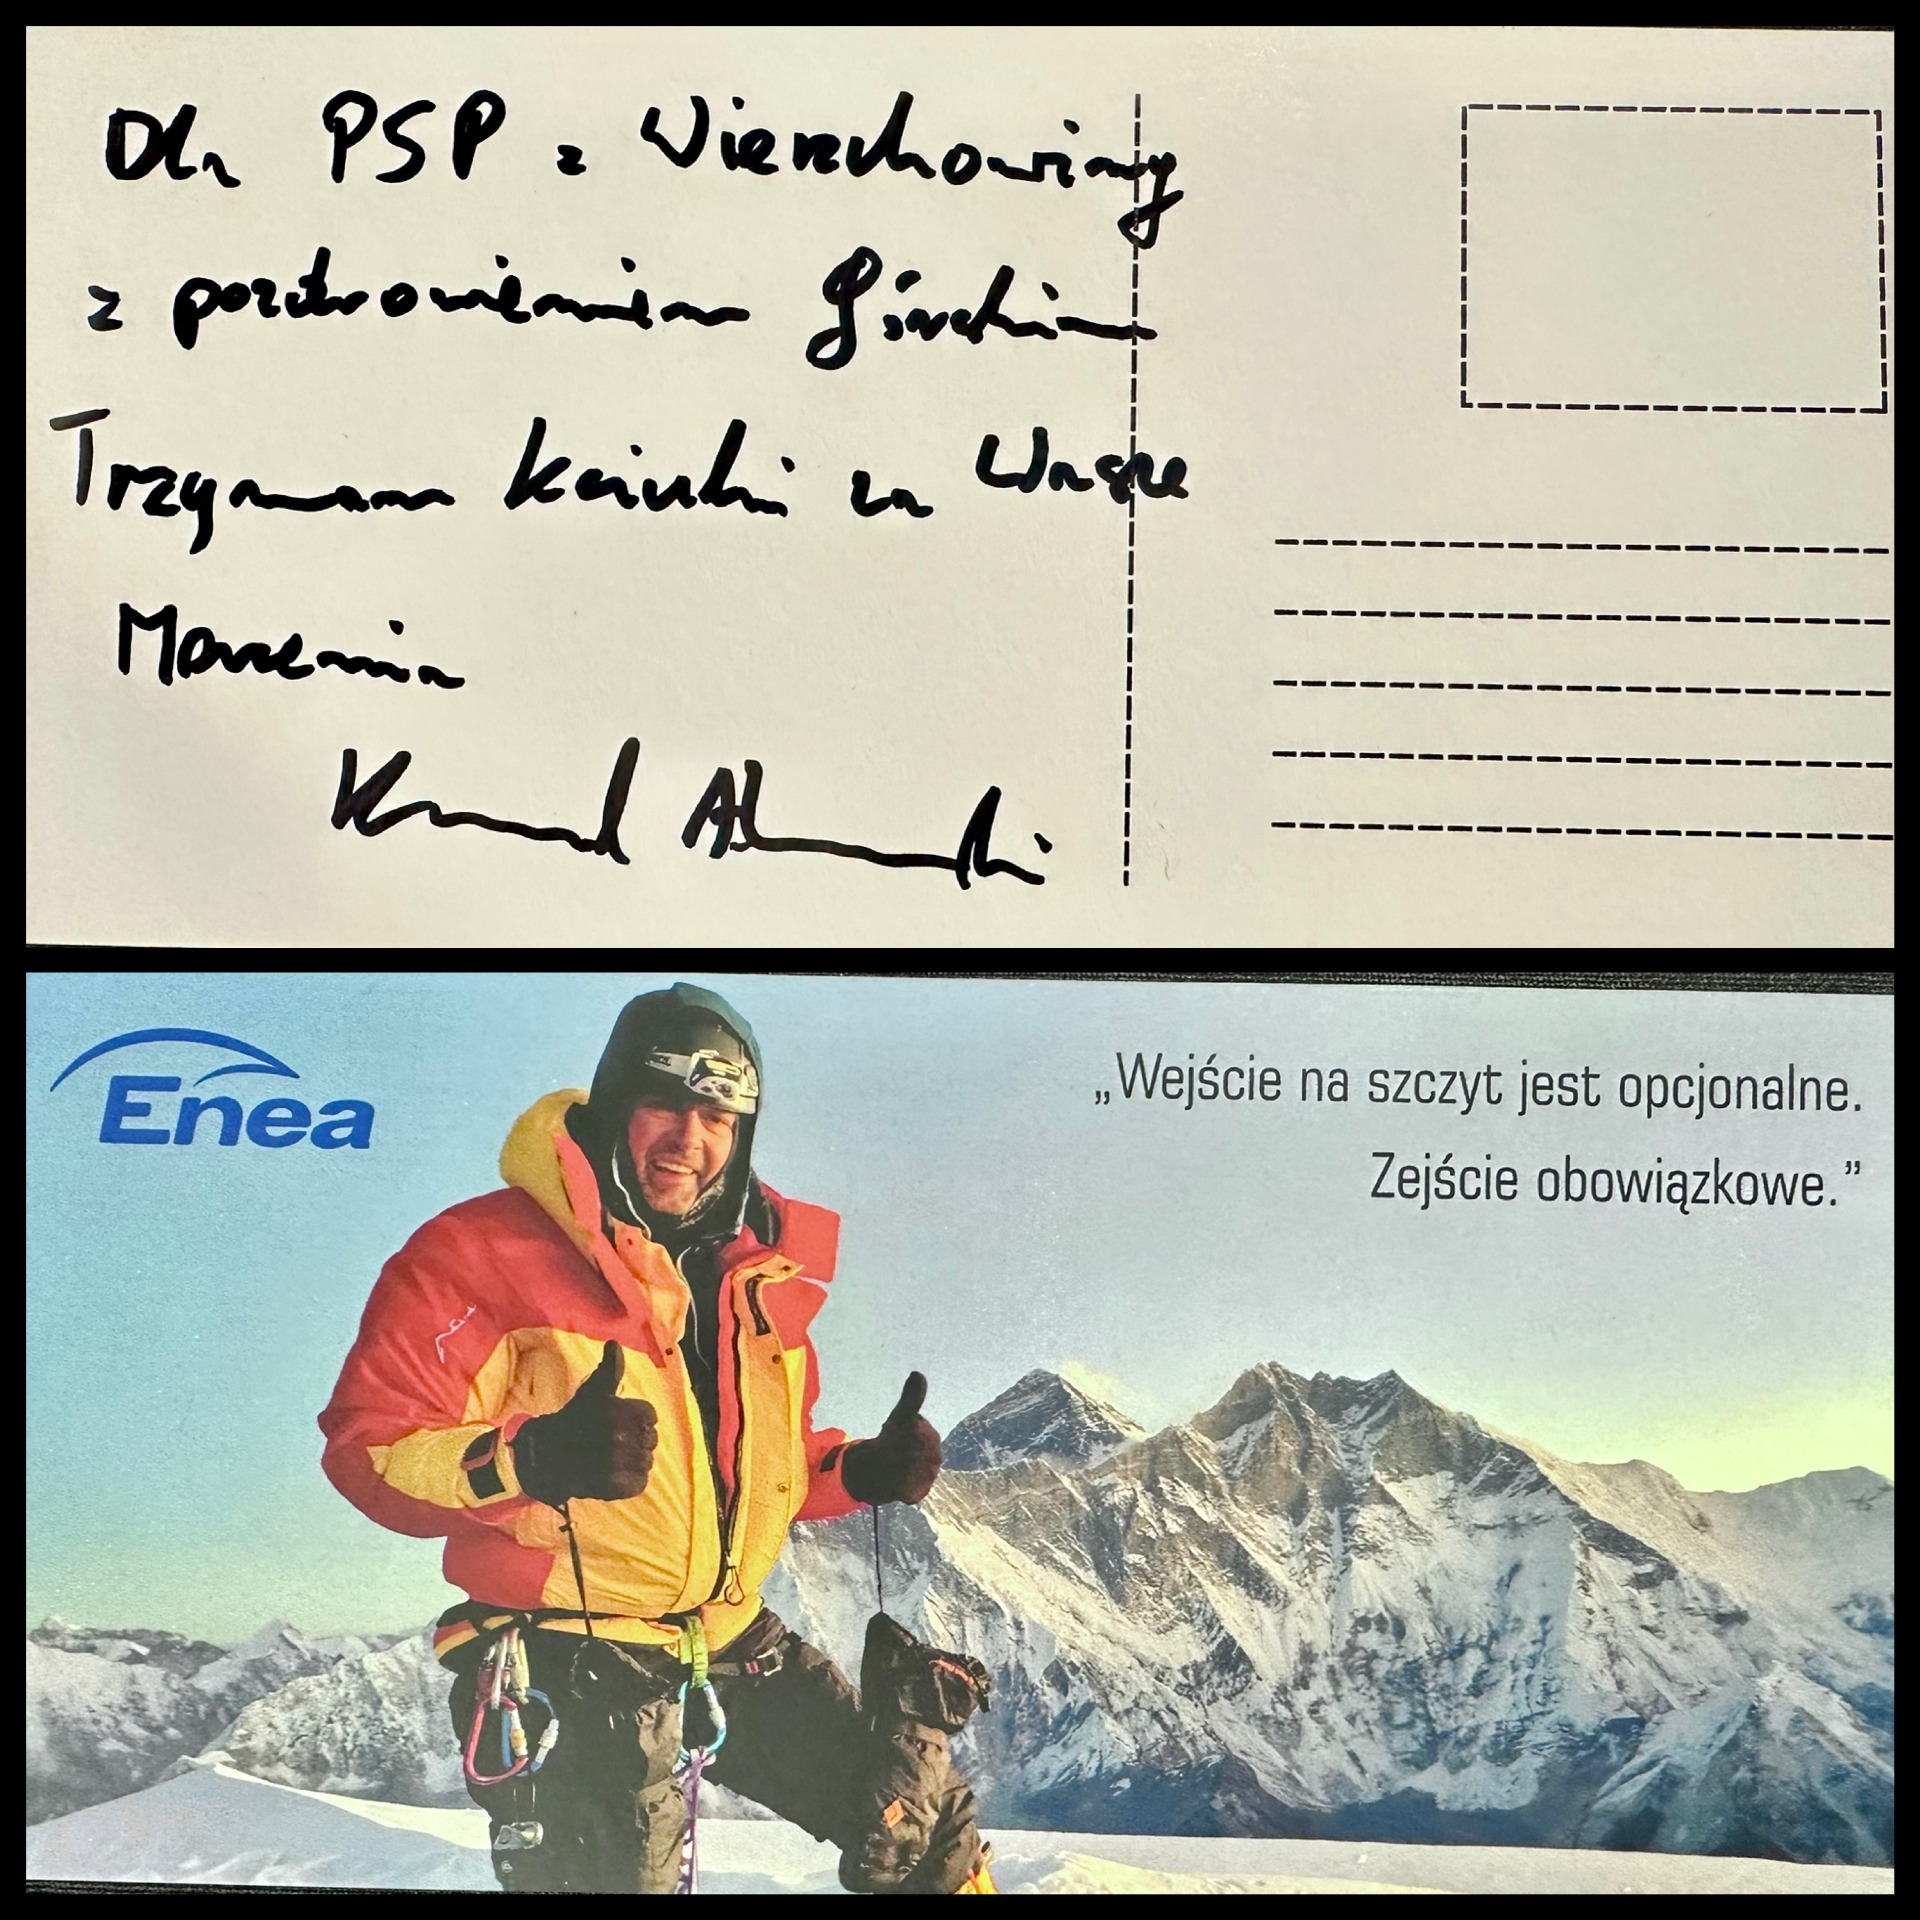 Dla PSP z Wierzchowiny
z pozdrowieniem Górskim
Trzymam kciuki za Wasze
Marzenia
Enea
„Wejście na szczyt jest opcjonalne.
Zejście obowiązkowe.”